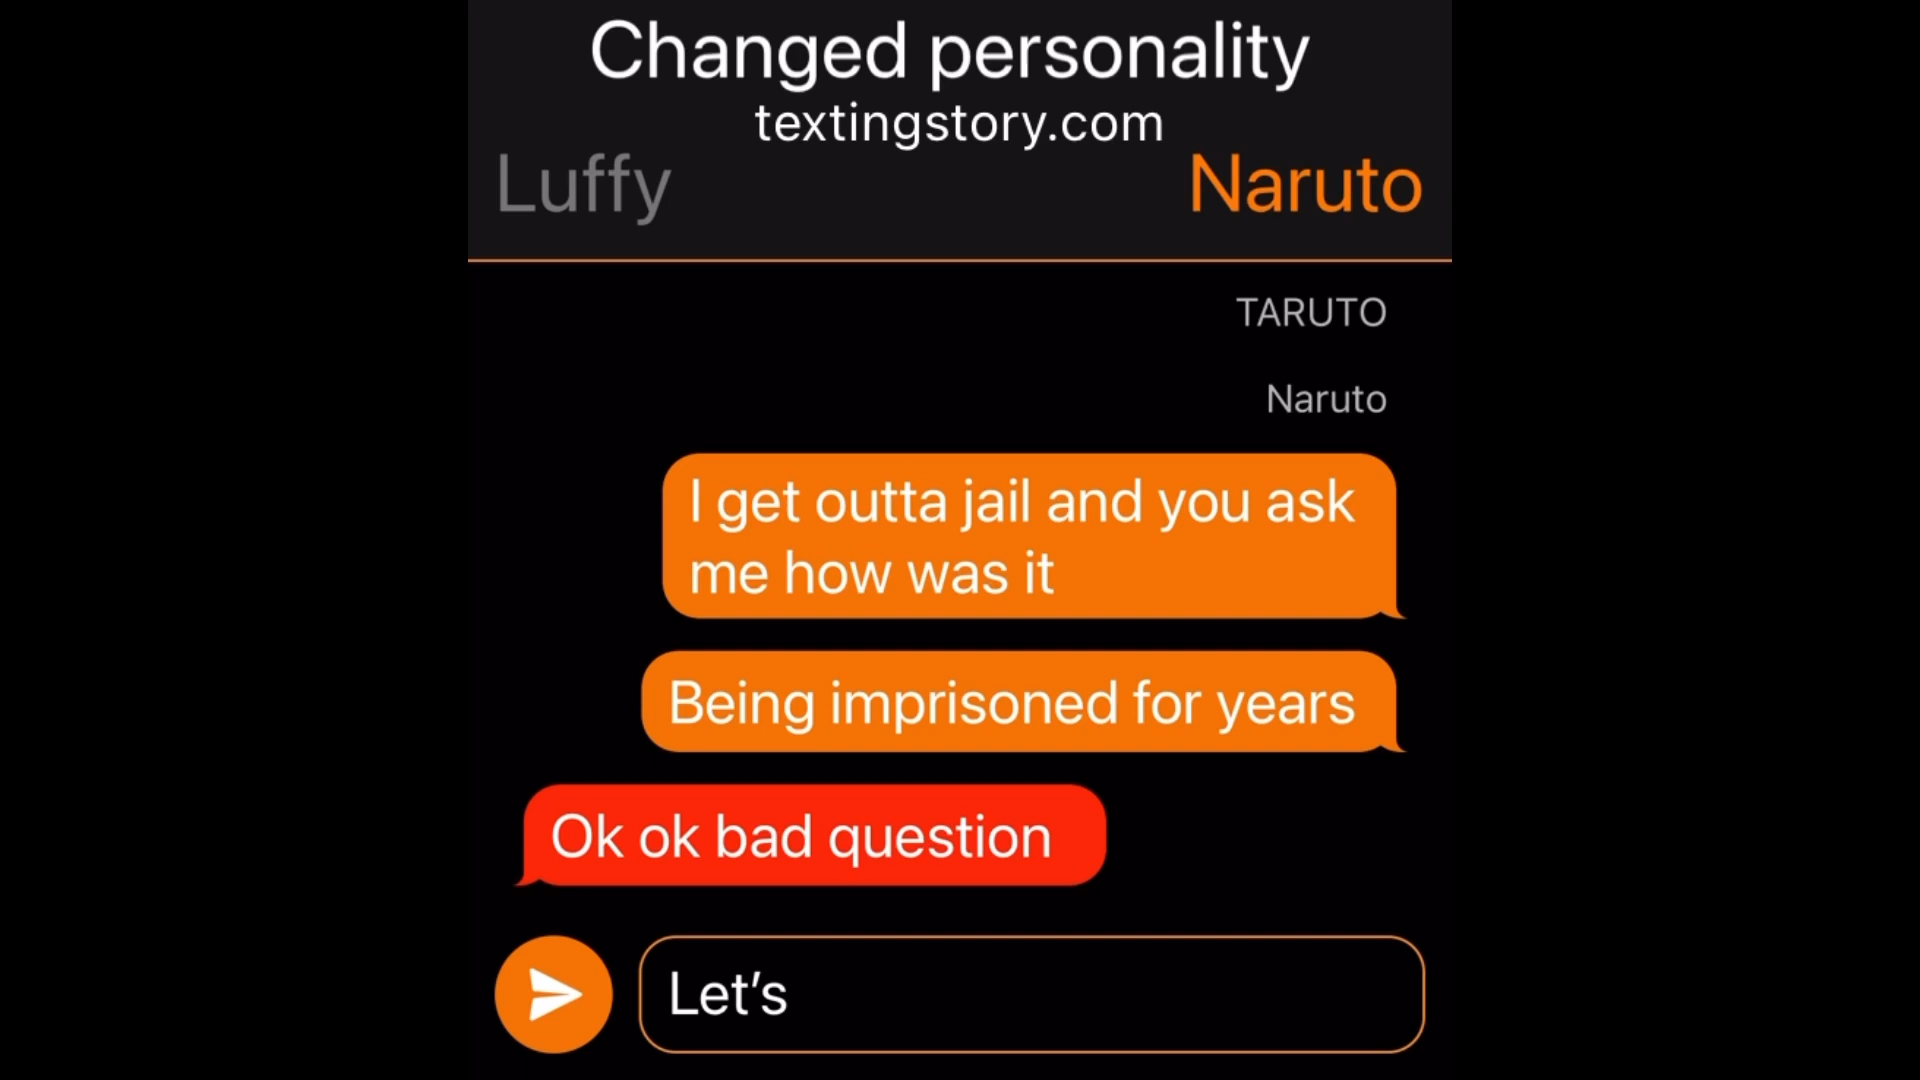 Changed personality
textingstory.com
Luffy
Naruto
TARUTO
Naruto
I get outta jail and you ask
me how was it
Being imprisoned for years
Ok ok bad question
Let’s